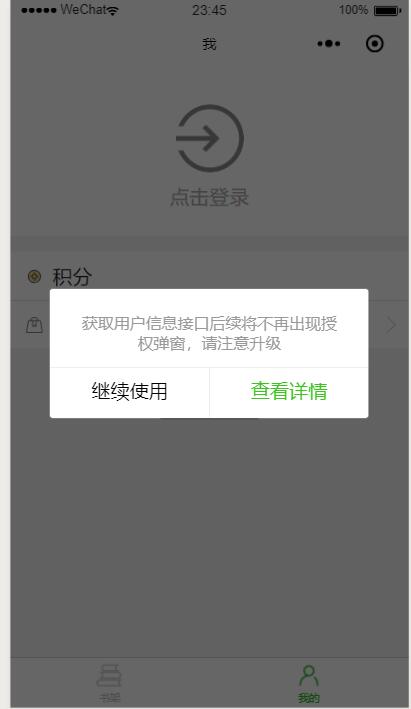 WeChat 23:45 100%
我
点击登录
积分
获取用户信息接口后续将不再出现授
权弹窗，请注意升级
继续使用 查看详情
书架 我的